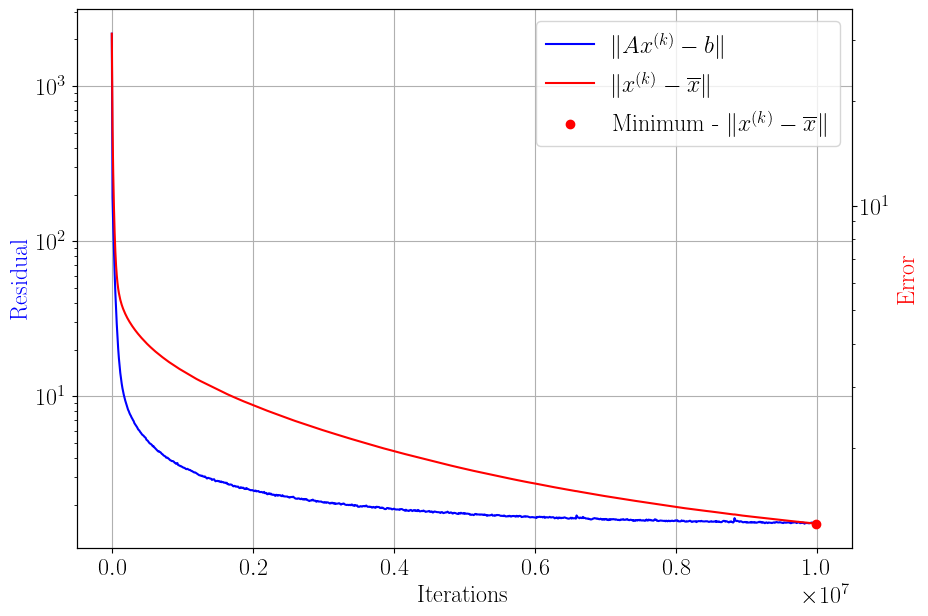 ‖Ax^(k) − b‖
‖x^(k) − x̅‖
Minimum - ‖x^(k) − x̅‖
10^3
10^2
10^1
Residual
10^1
Error
0.0 0.2 0.4 0.6 0.8 1.0
Iterations
×10^7